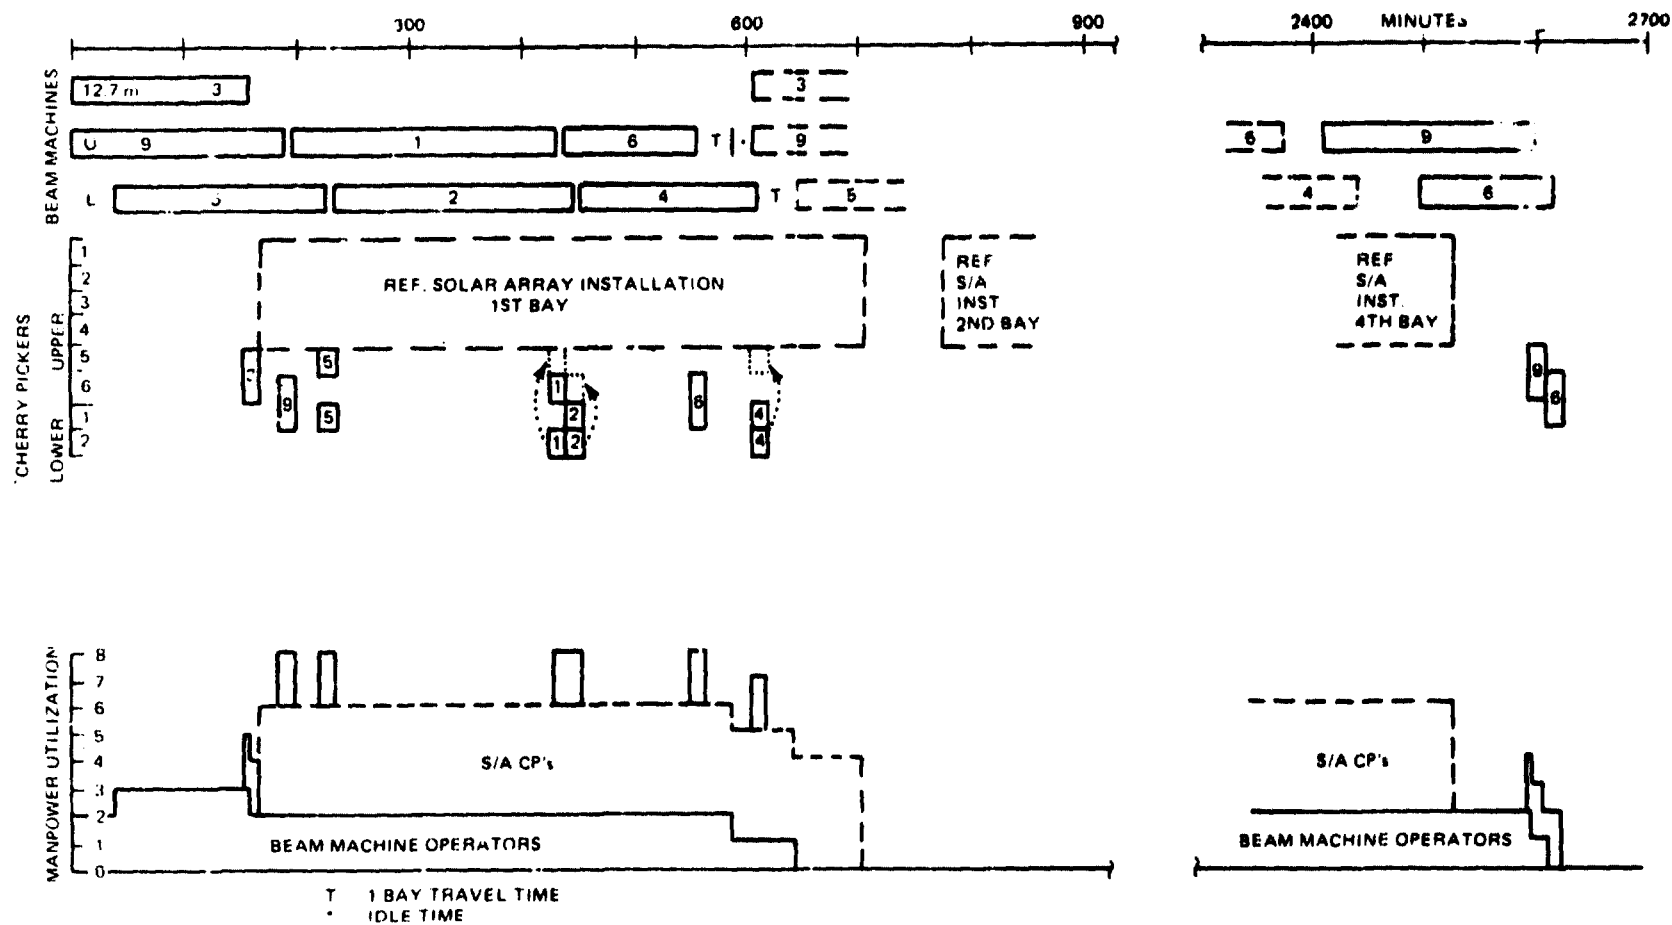 300 600 900 2400 MINUTES 2700
BEAM MACHINES
12.7 m 3 3
U 9 1 6 T 9 6 9
L 2 4 T 5 4 6
CHERRY PICKERS
UPPER
LOWER
1
2
3
4
5
6
1
2
REF. SOLAR ARRAY INSTALLATION
1ST BAY
REF
S/A
INST
2ND BAY
REF
S/A
INST.
4TH BAY
5
9
5
1
2
1 2
6
4
4
9
6
MANPOWER UTILIZATION
8
7
6
5
4
3
2
1
0
S/A CP's
BEAM MACHINE OPERATORS
S/A CP's
BEAM MACHINE OPERATORS
T 1 BAY TRAVEL TIME
• IDLE TIME